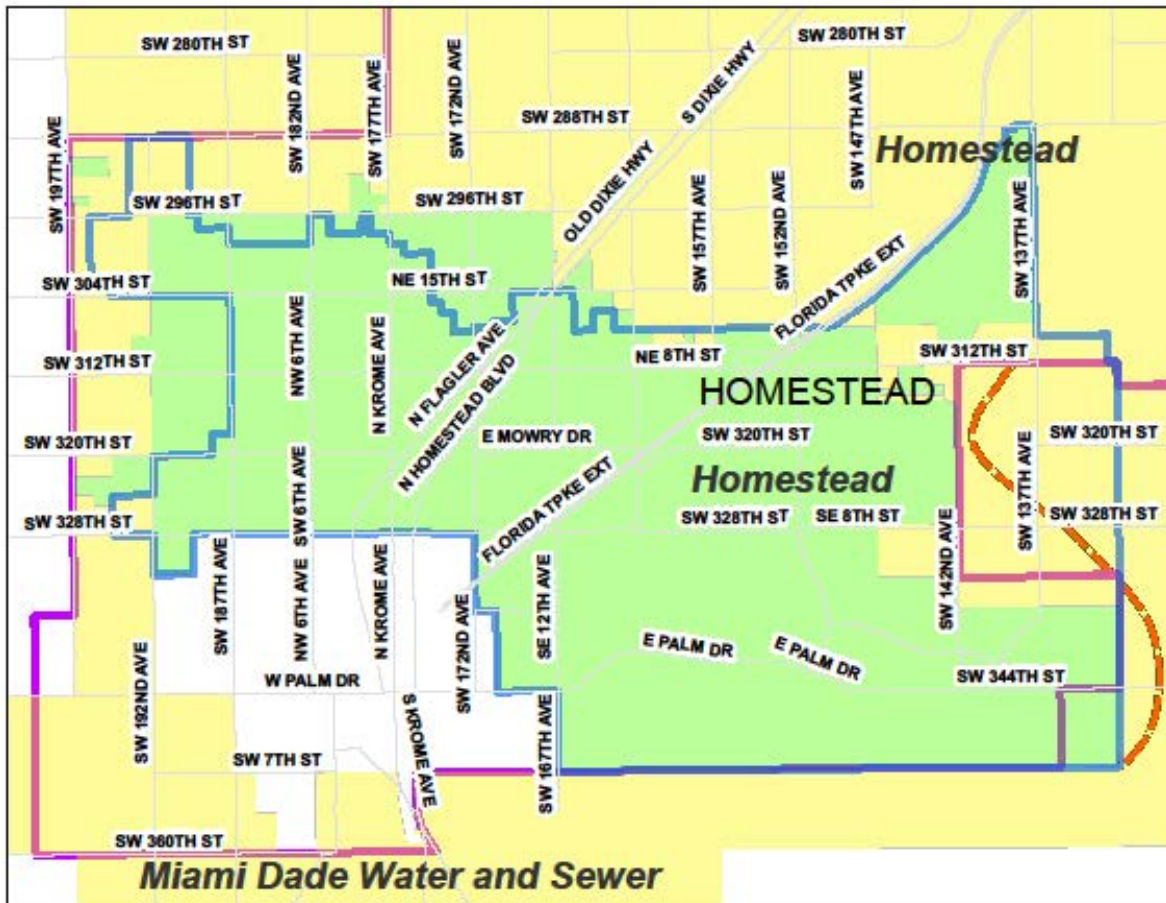 SW 280TH ST
SW 280TH ST
S DIXIE HWY
SW 182ND AVE
SW 177TH AVE
SW 172ND AVE
SW 288TH ST
SW 147TH AVE
Homestead
SW 197TH AVE
OLD DIXIE HWY
SW 296TH ST
SW 296TH ST
SW 157TH AVE
SW 152ND AVE
SW 137TH AVE
SW 304TH ST
NE 15TH ST
FLORIDA TPKE EXT
NW 6TH AVE
N KROME AVE
N FLAGLER AVE
SW 312TH ST
NE 8TH ST
SW 312TH ST
N HOMESTEAD BLVD
HOMESTEAD
SW 320TH ST
E MOWRY DR
SW 320TH ST
SW 320TH ST
SW 6TH AVE
FLORIDA TPKE EXT
Homestead
SW 137TH AVE
SW 328TH ST
SW 328TH ST
SE 8TH ST
SW 328TH ST
SW 187TH AVE
NW 6TH AVE
N KROME AVE
SE 12TH AVE
SW 142ND AVE
SW 192ND AVE
SW 172ND AVE
E PALM DR
E PALM DR
W PALM DR
SW 344TH ST
S KROME AVE
SW 167TH AVE
SW 7TH ST
SW 360TH ST
Miami Dade Water and Sewer